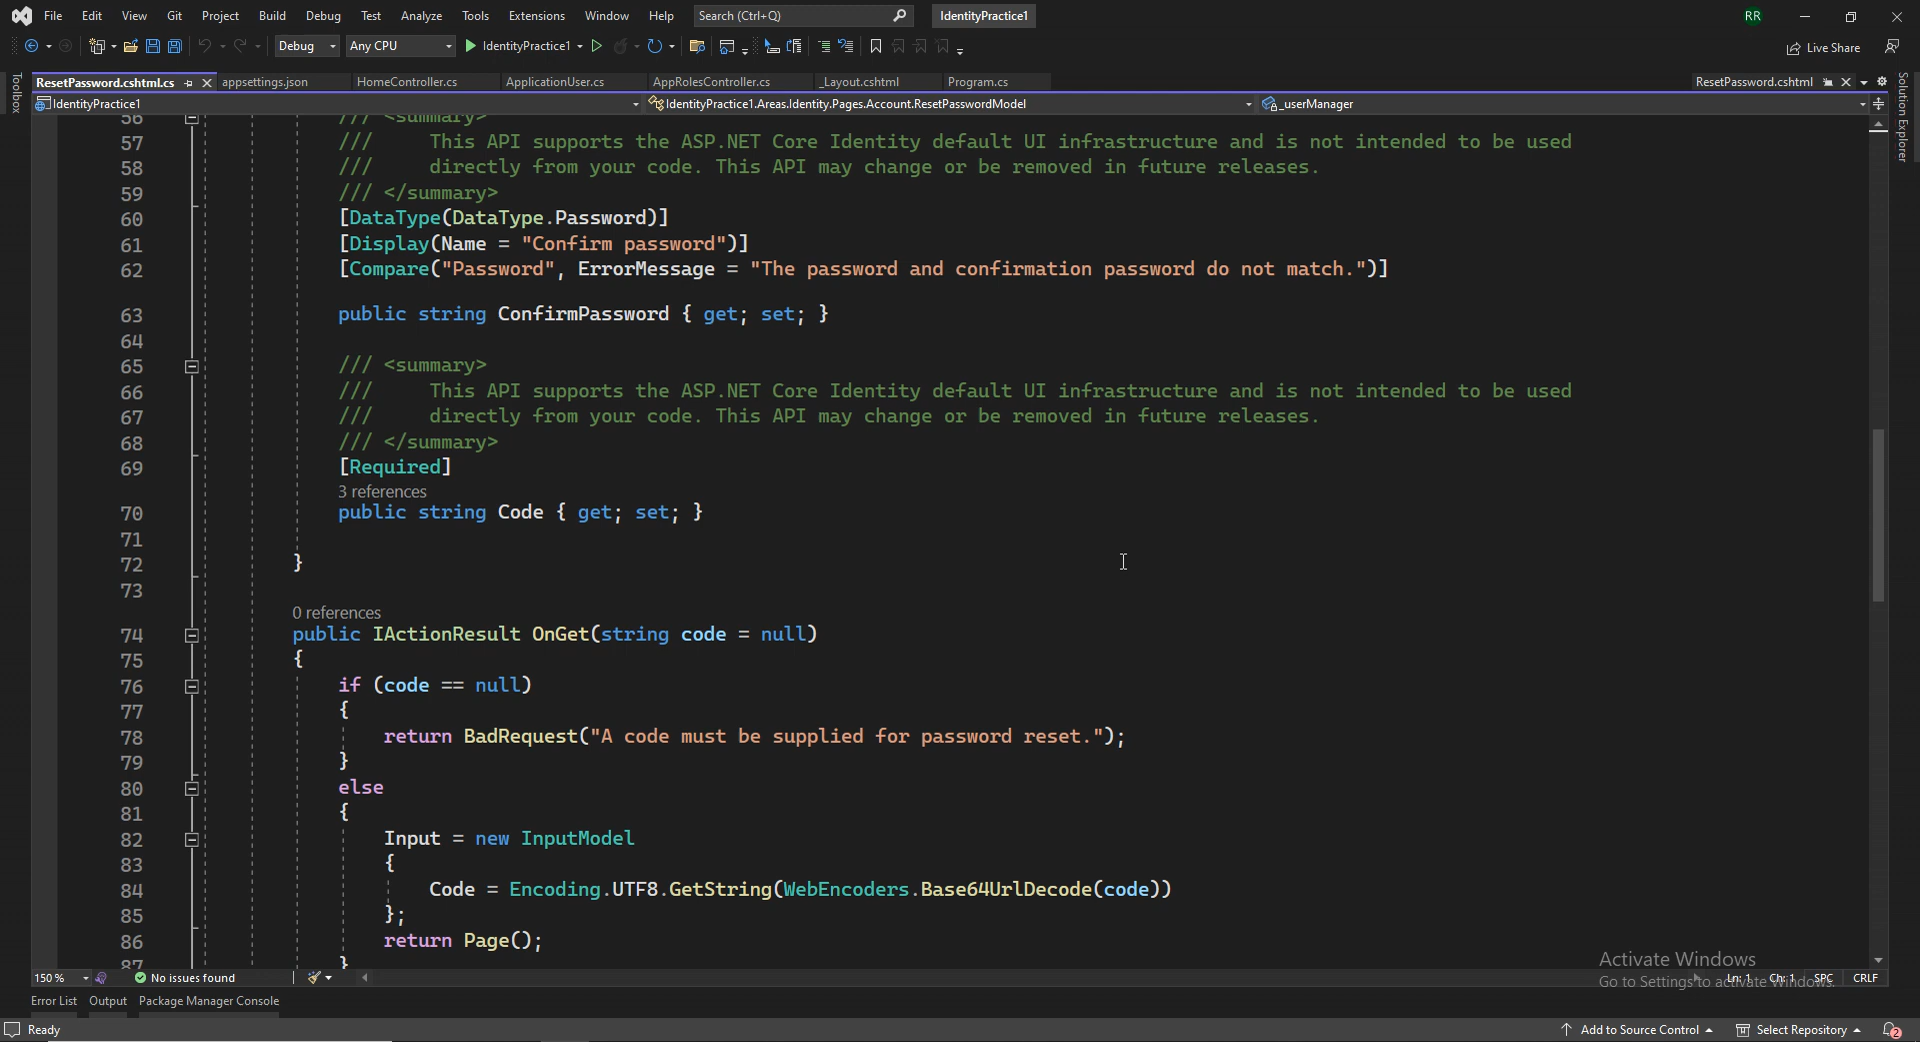 File Edit View Git Project Build Debug Test Analyze Tools Extensions Window Help Search (Ctrl+Q) IdentityPractice1 RR
Debug Any CPU IdentityPractice1 Live Share
Toolbox
ResetPassword.cshtml.cs appsettings.json HomeController.cs ApplicationUser.cs AppRolesController.cs _Layout.cshtml Program.cs ResetPassword.cshtml
Solution Explorer
IdentityPractice1 IdentityPractice1.Areas.Identity.Pages.Account.ResetPasswordModel _userManager
56 /// <summary>
57 /// This API supports the ASP.NET Core Identity default UI infrastructure and is not intended to be used
58 /// directly from your code. This API may change or be removed in future releases.
59 /// </summary>
60 [DataType(DataType.Password)]
61 [Display(Name = "Confirm password")]
62 [Compare("Password", ErrorMessage = "The password and confirmation password do not match.")]
63 public string ConfirmPassword { get; set; }
64
65 /// <summary>
66 /// This API supports the ASP.NET Core Identity default UI infrastructure and is not intended to be used
67 /// directly from your code. This API may change or be removed in future releases.
68 /// </summary>
69 [Required]
3 references
70 public string Code { get; set; }
71
72 }
73
0 references
74 public IActionResult OnGet(string code = null)
75 {
76 if (code == null)
77 {
78 return BadRequest("A code must be supplied for password reset.");
79 }
80 else
81 {
82 Input = new InputModel
83 {
84 Code = Encoding.UTF8.GetString(WebEncoders.Base64UrlDecode(code))
85 };
86 return Page();
87 }
Activate Windows
Go to Settings to activate Windows.
150 % No issues found Ln: 1 Ch: 1 SPC CRLF
Error List Output Package Manager Console
Ready Add to Source Control Select Repository 2